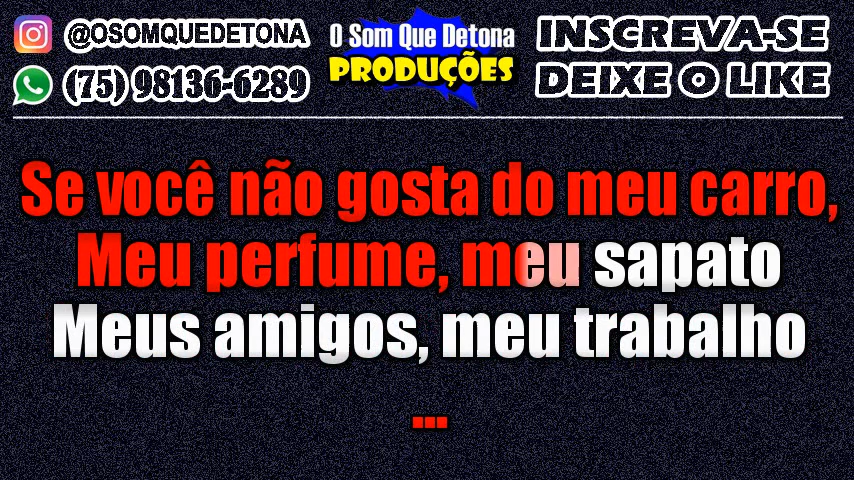 @OSOMQUEDETONA
(75) 98136-6289
O Som Que Detona
PRODUÇÕES
INSCREVA-SE
DEIXE O LIKE
Se você não gosta do meu carro,
Meu perfume, meu sapato
Meus amigos, meu trabalho
...